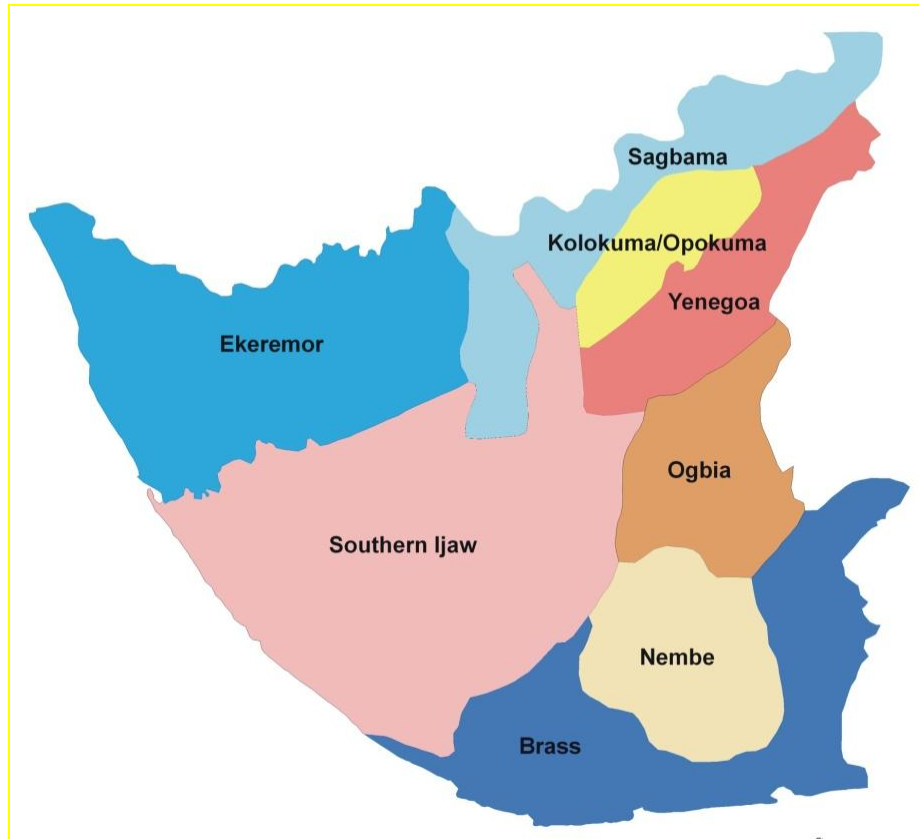 Sagbama
Kolokuma/Opokuma
Yenegoa
Ekeremor
Ogbia
Southern Ijaw
Nembe
Brass